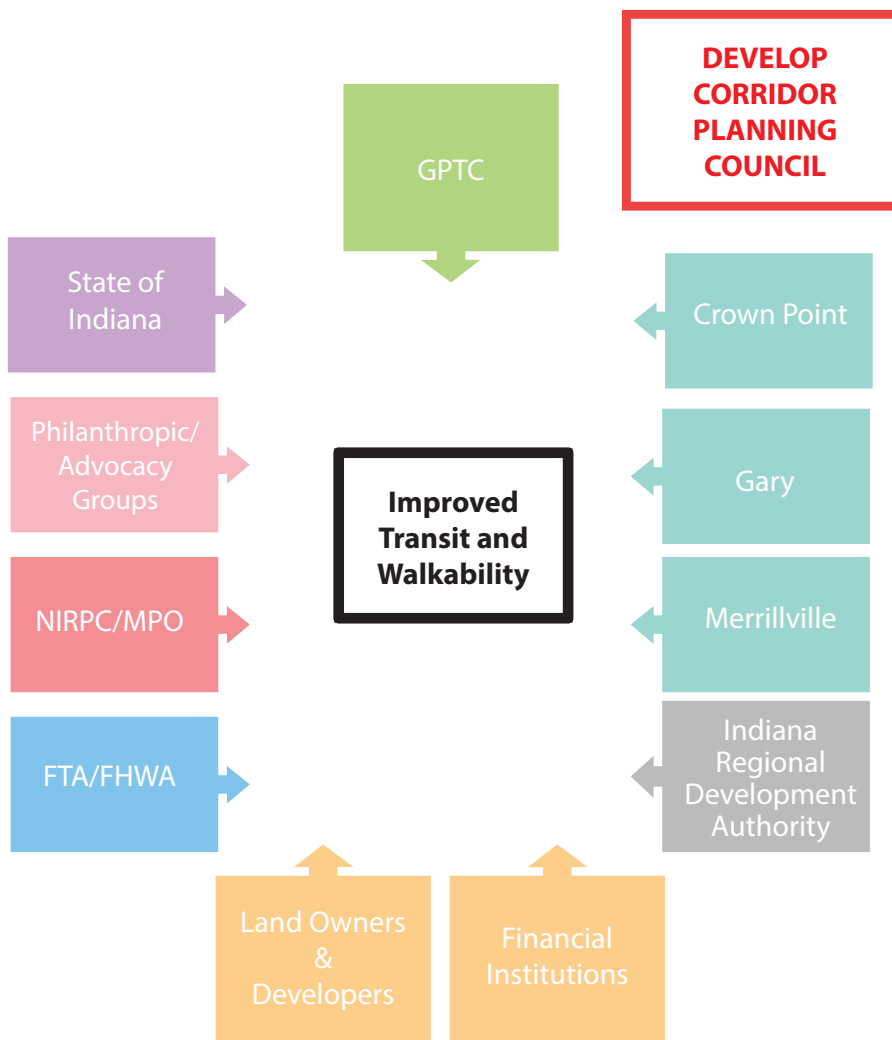 DEVELOP
CORRIDOR
PLANNING
COUNCIL
GPTC
State of
Indiana
Crown Point
Philanthropic/
Advocacy
Groups
Gary
Improved
Transit and
Walkability
NIRPC/MPO
Merrillville
FTA/FHWA
Indiana
Regional
Development
Authority
Land Owners
&
Developers
Financial
Institutions